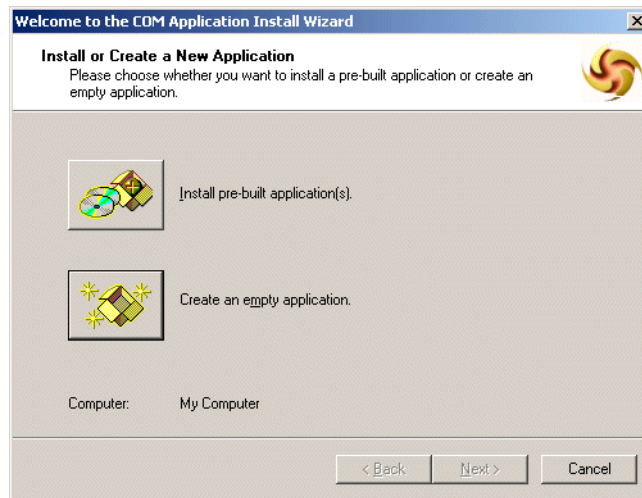 Welcome to the COM Application Install Wizard
Install or Create a New Application
Please choose whether you want to install a pre-built application or create an
empty application.
Install pre-built application(s).
Create an empty application.
Computer: My Computer
< Back Next > Cancel